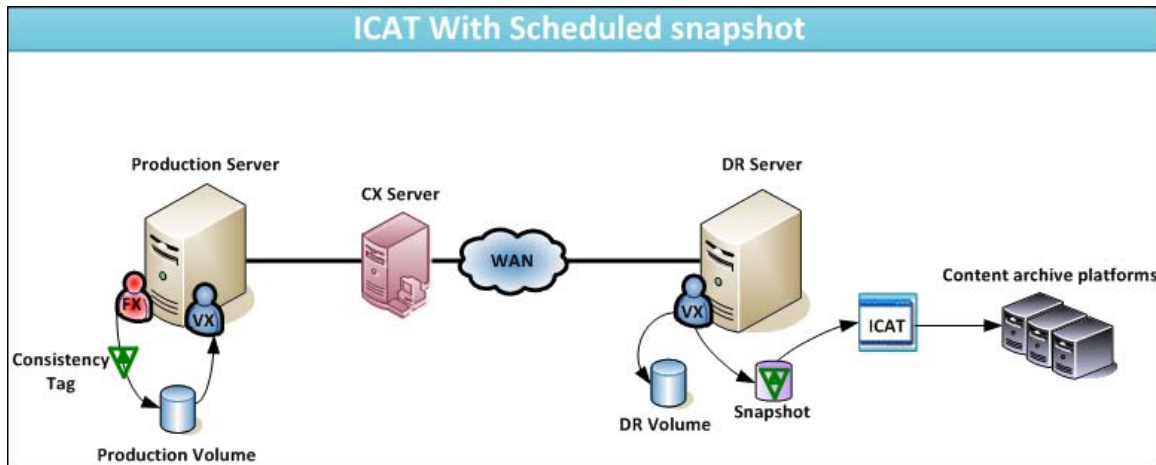 ICAT With Scheduled snapshot
Production Server
CX Server
WAN
DR Server
FX
VX
Consistency
Tag
Production Volume
VX
DR Volume
Snapshot
ICAT
Content archive platforms